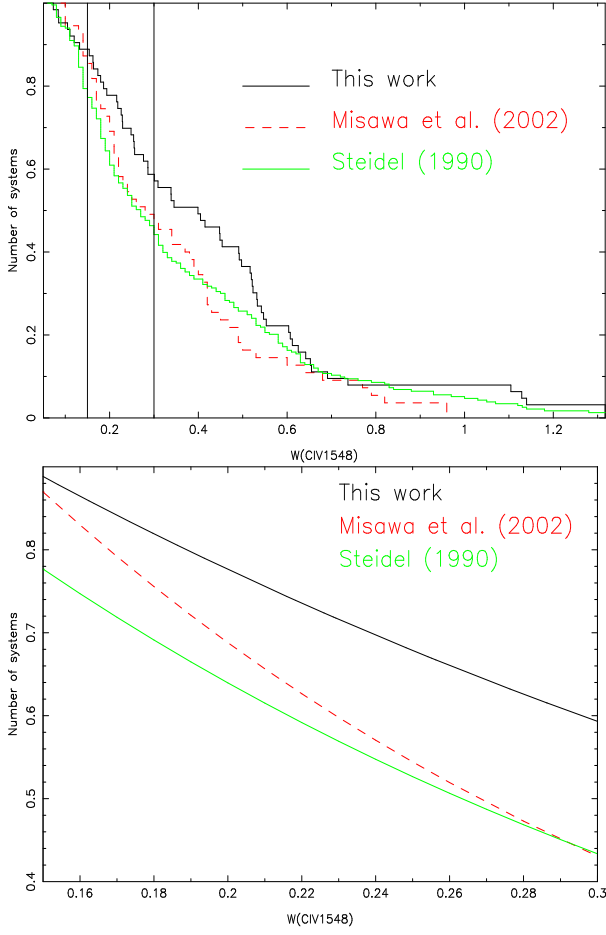 0.8
0.6
0.4
0.2
0
Number of systems
This work
Misawa et al. (2002)
Steidel (1990)
0.2 0.4 0.6 0.8 1 1.2
W(CIV1548)
0.8
0.7
0.6
0.5
0.4
Number of systems
This work
Misawa et al. (2002)
Steidel (1990)
0.16 0.18 0.2 0.22 0.24 0.26 0.28 0.3
W(CIV1548)